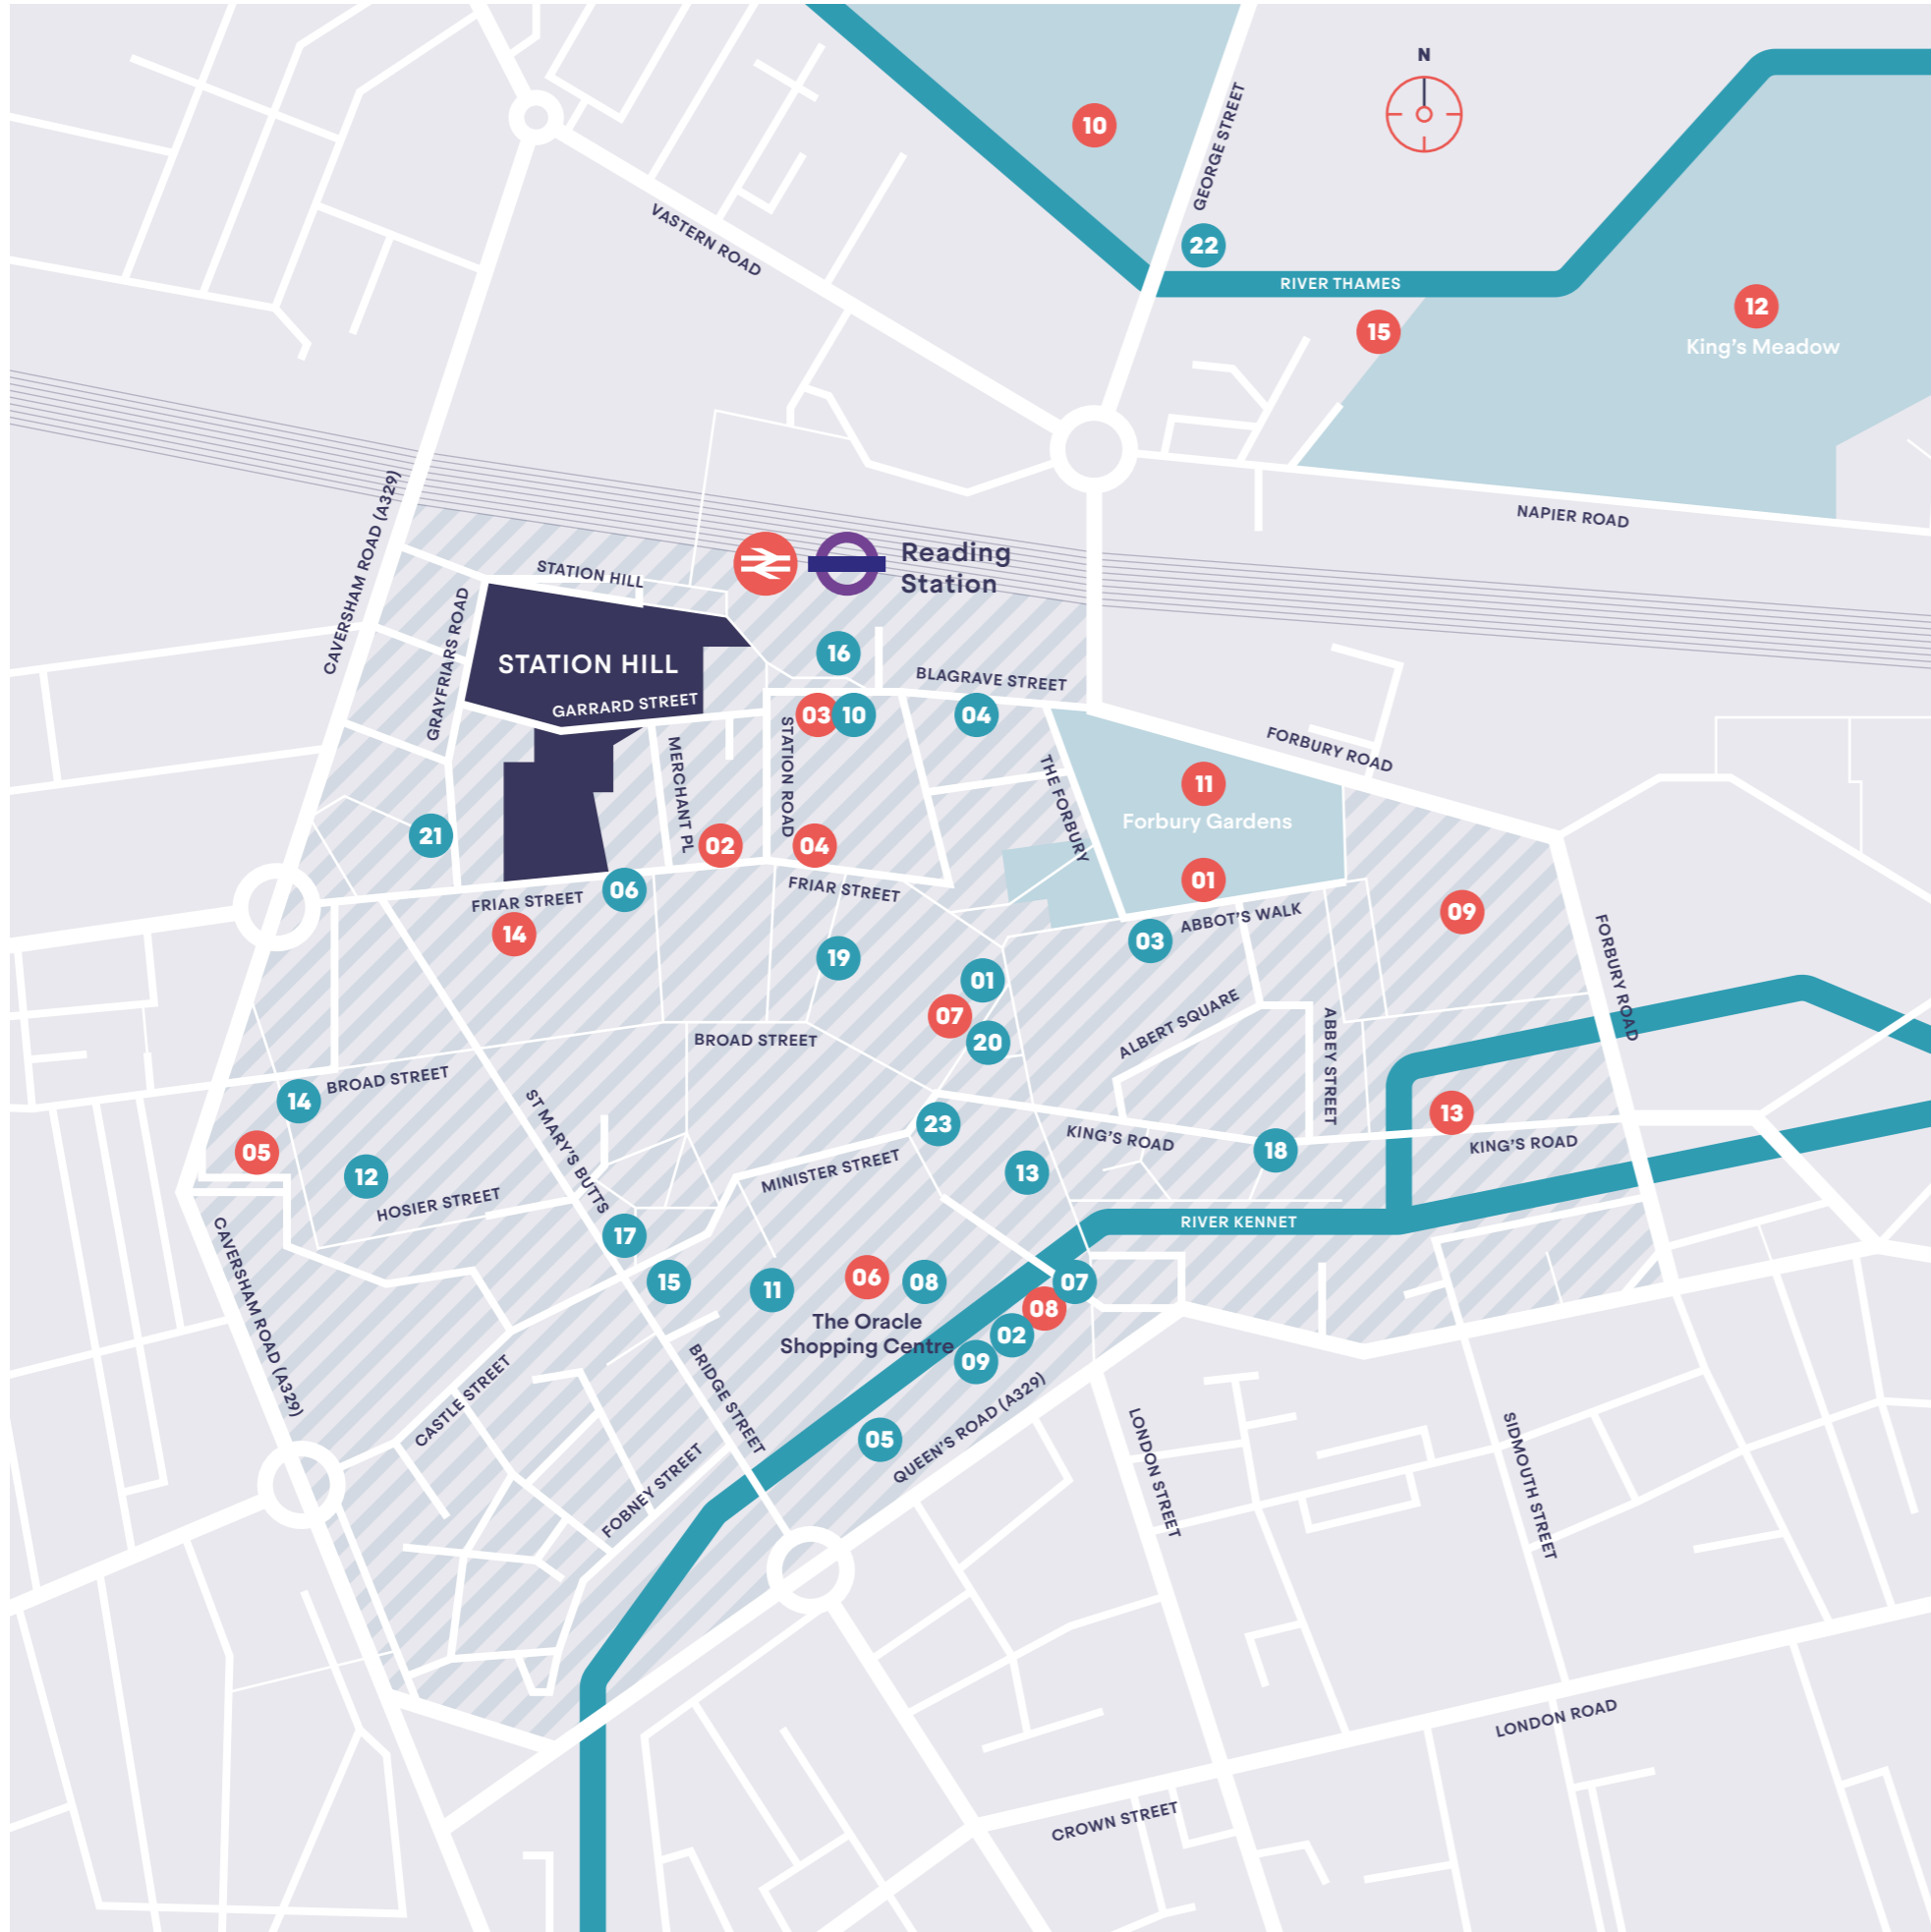 N
10
GEORGE STREET
22
RIVER THAMES
VASTERN ROAD
12
King's Meadow
15
NAPIER ROAD
CAVERSHAM ROAD (A329)
Reading
Station
STATION HILL
GRAYFRIARS ROAD
STATION HILL
GARRARD STREET
16
BLAGRAVE STREET
03
10
04
STATION ROAD
MERCHANT PL
THE FORBURY
FORBURY ROAD
11
Forbury Gardens
01
21
02
04
06
FRIAR STREET
FRIAR STREET
14
ABBOT'S WALK
03
09
FORBURY ROAD
19
01
07
20
ALBERT SQUARE
ABBEY STREET
BROAD STREET
BROAD STREET
14
05
12
HOSIER STREET
ST MARY'S BUTTS
23
MINISTER STREET
KING'S ROAD
18
13
KING'S ROAD
13
RIVER KENNET
CAVERSHAM ROAD (A329)
17
15
11
06
08
The Oracle
Shopping Centre
07
08
02
09
05
QUEEN'S ROAD (A329)
BRIDGE STREET
CASTLE STREET
FOBNEY STREET
LONDON STREET
SIDMOUTH STREET
LONDON ROAD
CROWN STREET